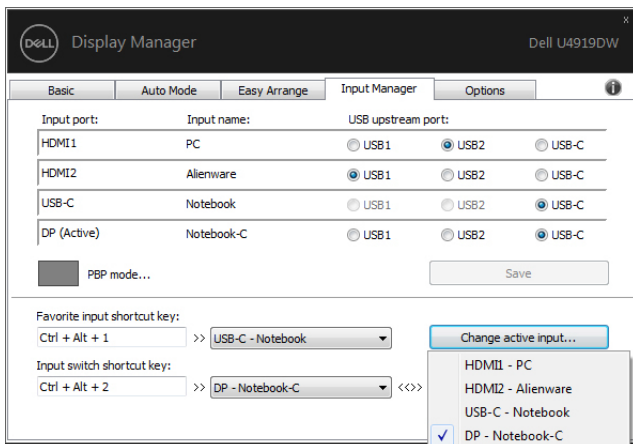 x
DELL Display Manager Dell U4919DW
Basic Auto Mode Easy Arrange Input Manager Options i
Input port: Input name: USB upstream port:
HDMI1 PC USB1 USB2 USB-C
HDMI2 Alienware USB1 USB2 USB-C
USB-C Notebook USB1 USB2 USB-C
DP (Active) Notebook-C USB1 USB2 USB-C
PBP mode... Save
Favorite input shortcut key:
Ctrl + Alt + 1 >> USB-C - Notebook Change active input...
Input switch shortcut key:
Ctrl + Alt + 2 >> DP - Notebook-C <<>>
HDMI1 - PC
HDMI2 - Alienware
USB-C - Notebook
DP - Notebook-C